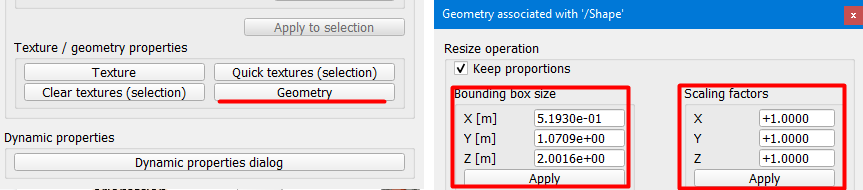 Apply to selection
Texture / geometry properties
Texture
Quick textures (selection)
Clear textures (selection)
Geometry
Dynamic properties
Dynamic properties dialog
Geometry associated with '/Shape'
x
Resize operation
Keep proportions
Bounding box size
X [m] 5.1930e-01
Y [m] 1.0709e+00
Z [m] 2.0016e+00
Apply
Scaling factors
X +1.0000
Y +1.0000
Z +1.0000
Apply